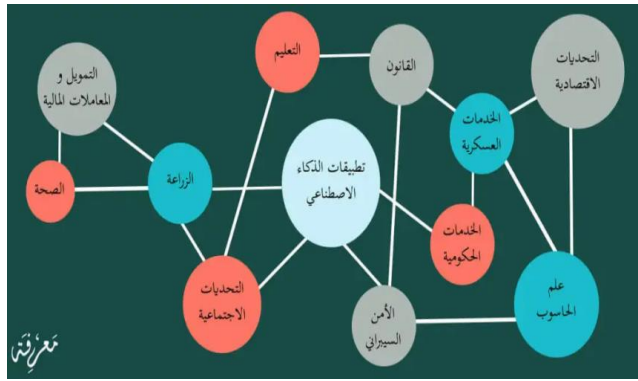 التعليم
القانون
التحديات
الاقتصادية
التمويل و
المعاملات المالية
الخدمات
العسكرية
تطبيقات الذكاء
الاصطناعي
الزراعة
الصحة
الخدمات
الحكومية
التحديات
الاجتماعية
علم
الحاسوب
الأمن
السيبراني
مَعْرِفَة